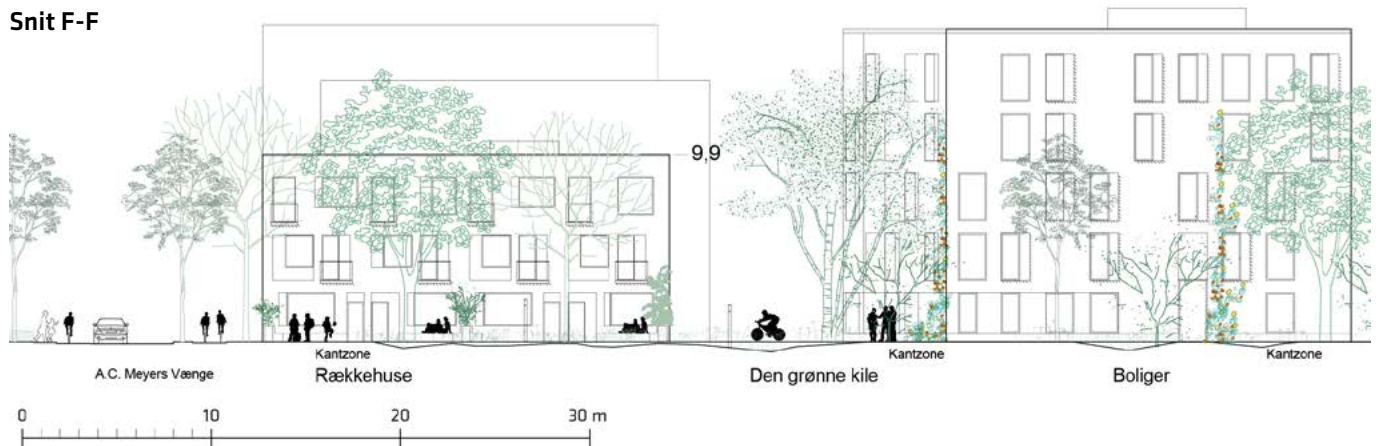 Snit F-F
9,9
Kantzone
Kantzone
Kantzone
A.C. Meyers Vænge
Rækkehuse
Den grønne kile
Boliger
0 10 20 30 m